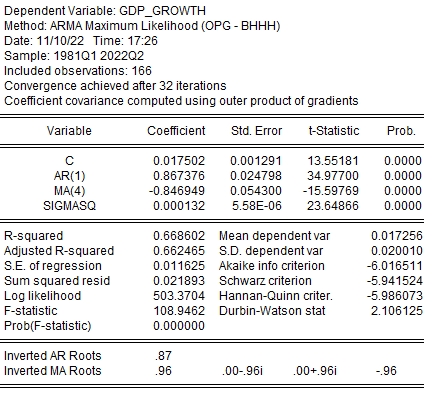 Dependent Variable: GDP_GROWTH
Method: ARMA Maximum Likelihood (OPG - BHHH)
Date: 11/10/22 Time: 17:26
Sample: 1981Q1 2022Q2
Included observations: 166
Convergence achieved after 32 iterations
Coefficient covariance computed using outer product of gradients
Variable Coefficient Std. Error t-Statistic Prob.
C 0.017502 0.001291 13.55181 0.0000
AR(1) 0.867376 0.024798 34.97700 0.0000
MA(4) -0.846949 0.054300 -15.59769 0.0000
SIGMASQ 0.000132 5.58E-06 23.64866 0.0000
R-squared 0.668602 Mean dependent var 0.017256
Adjusted R-squared 0.662465 S.D. dependent var 0.020010
S.E. of regression 0.011625 Akaike info criterion -6.016511
Sum squared resid 0.021893 Schwarz criterion -5.941524
Log likelihood 503.3704 Hannan-Quinn criter. -5.986073
F-statistic 108.9462 Durbin-Watson stat 2.106125
Prob(F-statistic) 0.000000
Inverted AR Roots .87
Inverted MA Roots .96 .00-.96i .00+.96i -.96